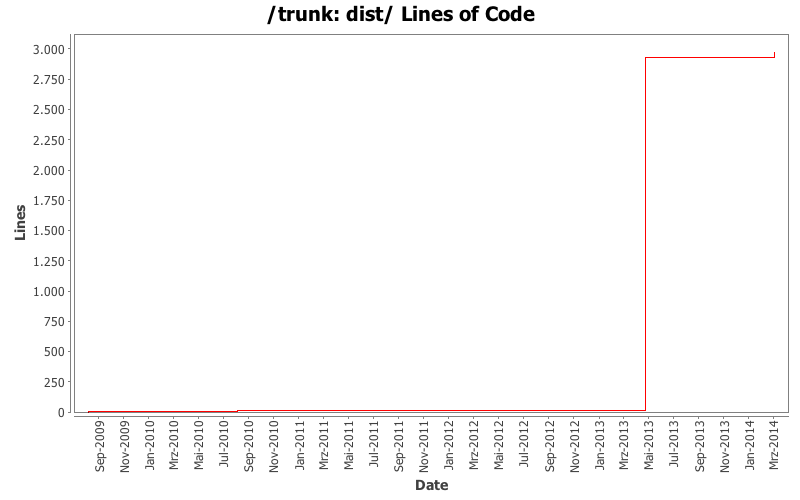 /trunk: dist/ Lines of Code
3.000
2.750
2.500
2.250
2.000
1.750
1.500
1.250
1.000
750
500
250
0
Lines
Sep-2009
Nov-2009
Jan-2010
Mrz-2010
Mai-2010
Jul-2010
Sep-2010
Nov-2010
Jan-2011
Mrz-2011
Mai-2011
Jul-2011
Sep-2011
Nov-2011
Jan-2012
Mrz-2012
Mai-2012
Jul-2012
Sep-2012
Nov-2012
Jan-2013
Mrz-2013
Mai-2013
Jul-2013
Sep-2013
Nov-2013
Jan-2014
Mrz-2014
Date